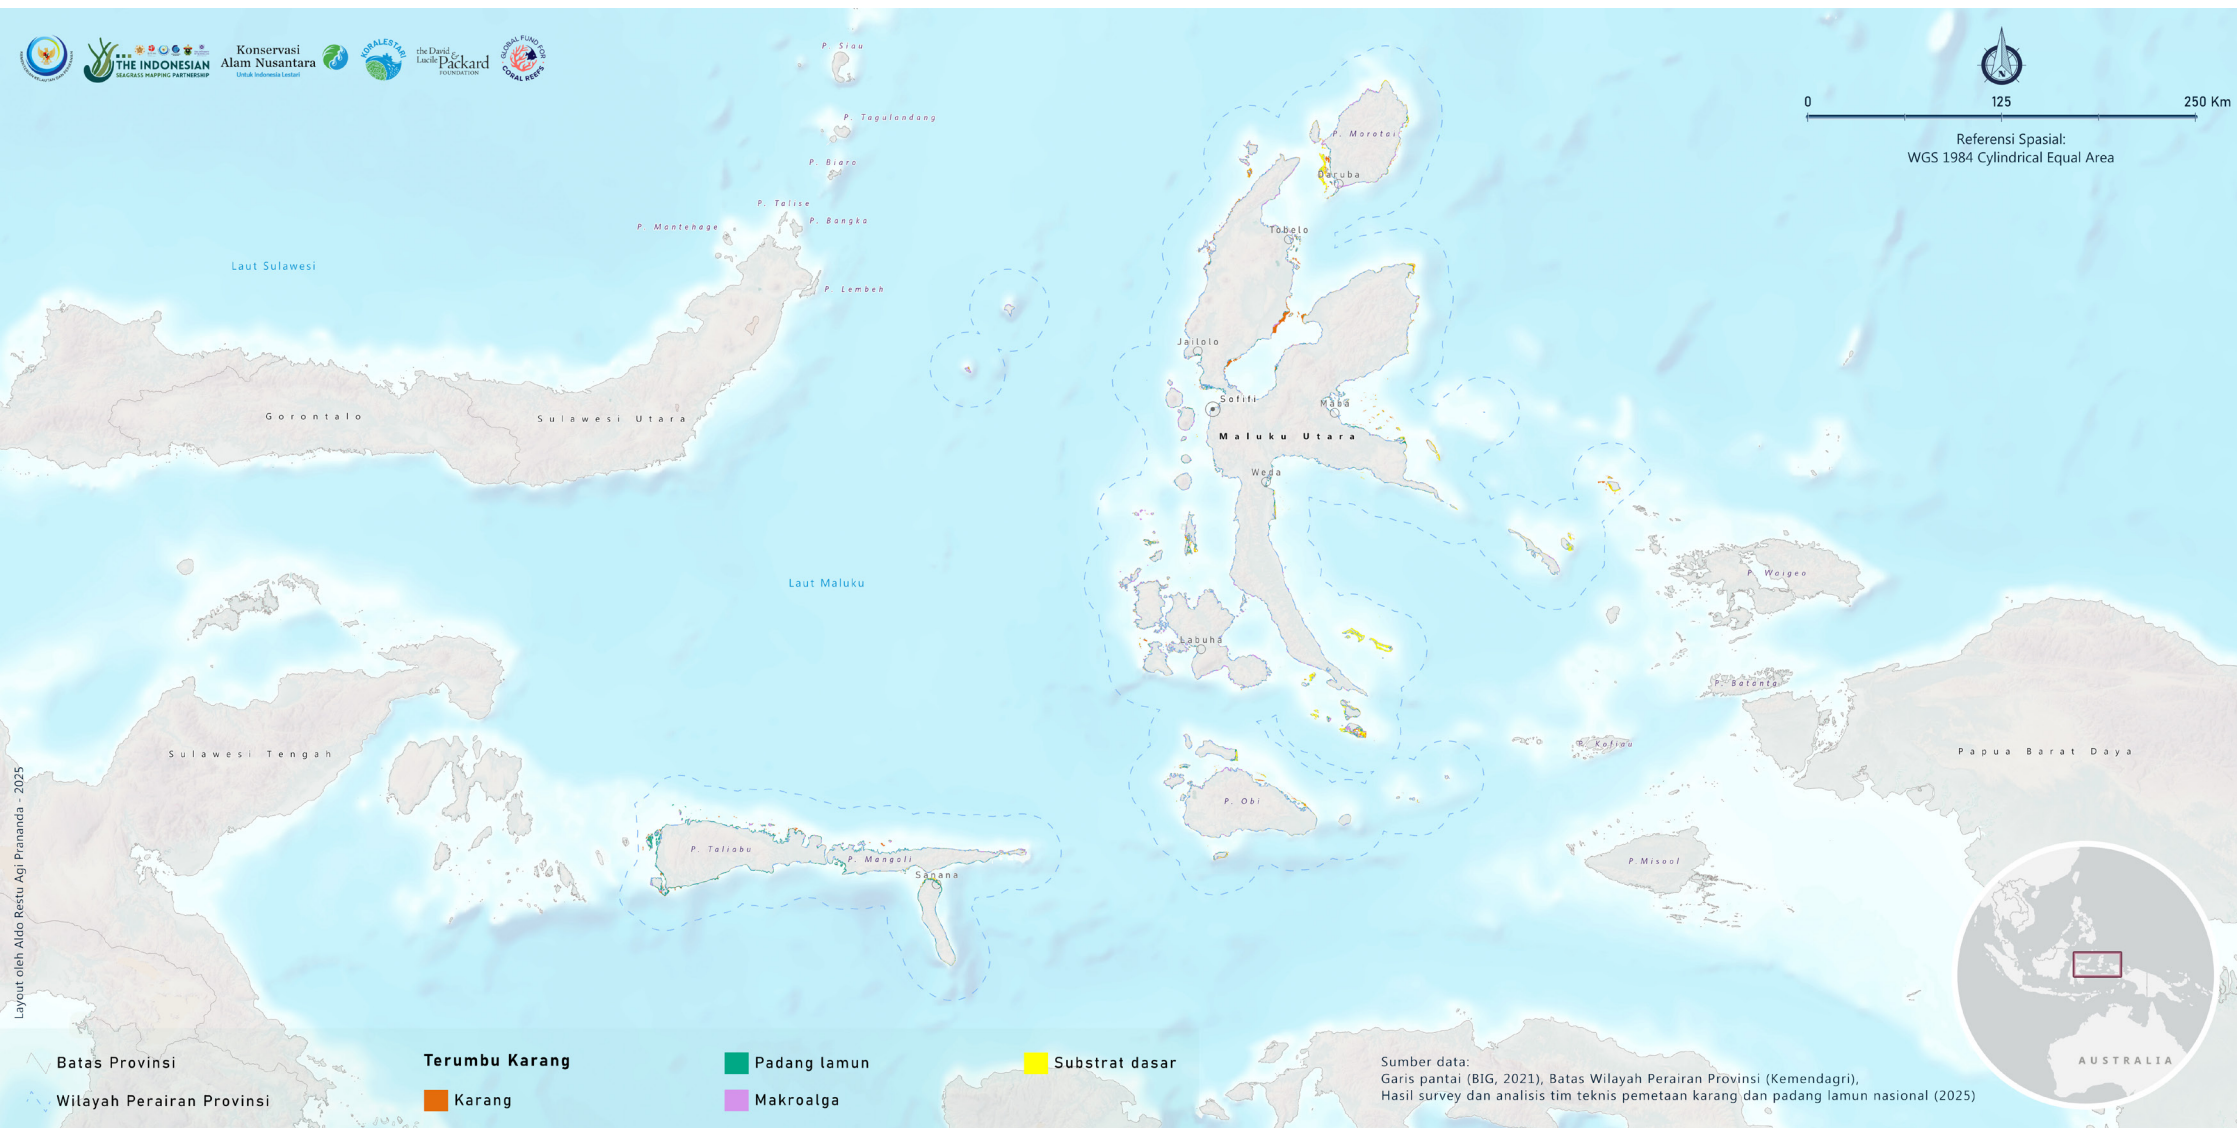 THE INDONESIAN
SEAGRASS MAPPING PARTNERSHIP
Konservasi
Alam Nusantara
Untuk Indonesia Lestari
KORALESTARI
the David
Lucile & Packard
FOUNDATION
GLOBAL FUND FOR
CORAL REEFS
N
0 125 250 Km
Referensi Spasial:
WGS 1984 Cylindrical Equal Area
P. Siau
P. Tagulandang
P. Biaro
P. Talise
P. Bangka
P. Mantehage
P. Lembeh
Laut Sulawesi
P. Morotai
Daruba
Tobelo
Jailolo
Sofifi
Maba
Maluku Utara
Weda
Gorontalo
Sulawesi Utara
Laut Maluku
P. Waigeo
Labuha
P. Batanta
P. Kofiau
Sulawesi Tengah
Papua Barat Daya
P. Obi
P. Taliabu
P. Mangoli
Sanana
P. Misool
AUSTRALIA
Layout oleh Aldo Restu Agi Prananda - 2025
Batas Provinsi
Wilayah Perairan Provinsi
Terumbu Karang
Karang
Padang lamun
Makroalga
Substrat dasar
Sumber data:
Garis pantai (BIG, 2021), Batas Wilayah Perairan Provinsi (Kemendagri),
Hasil survey dan analisis tim teknis pemetaan karang dan padang lamun nasional (2025)